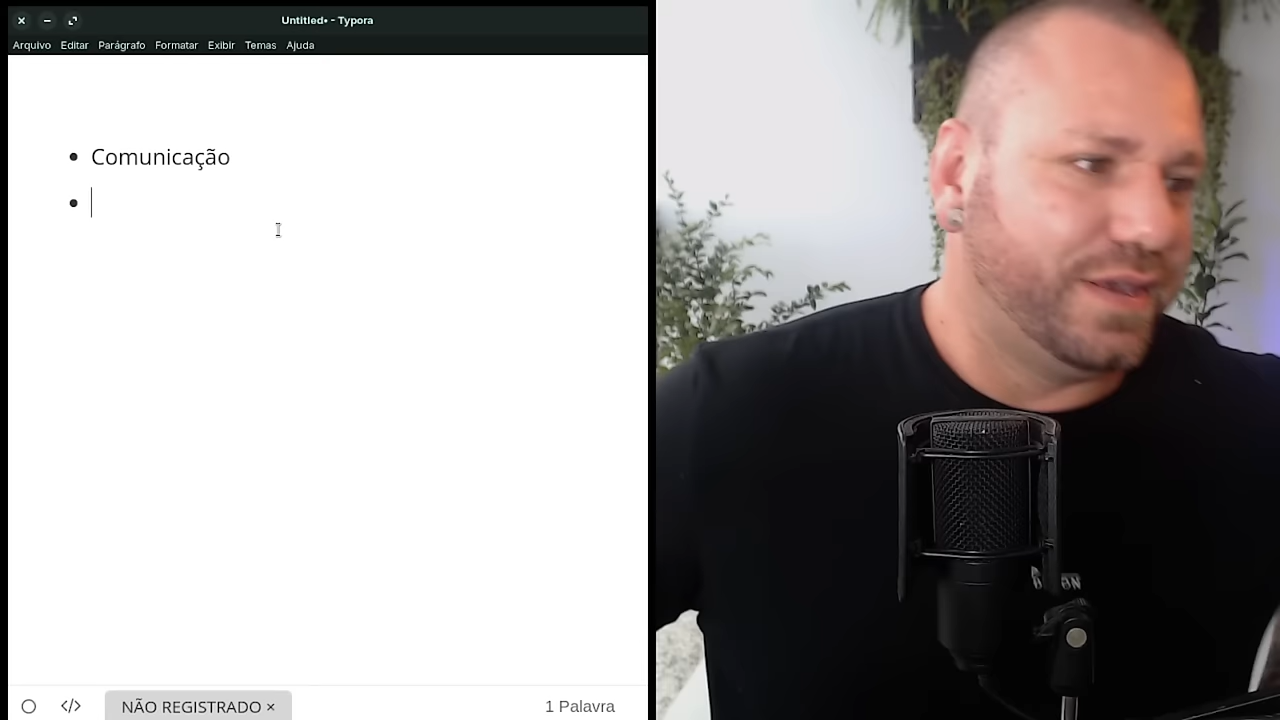 Untitled• - Typora
Arquivo Editar Parágrafo Formatar Exibir Temas Ajuda
• Comunicação
•
</> NÃO REGISTRADO × 1 Palavra